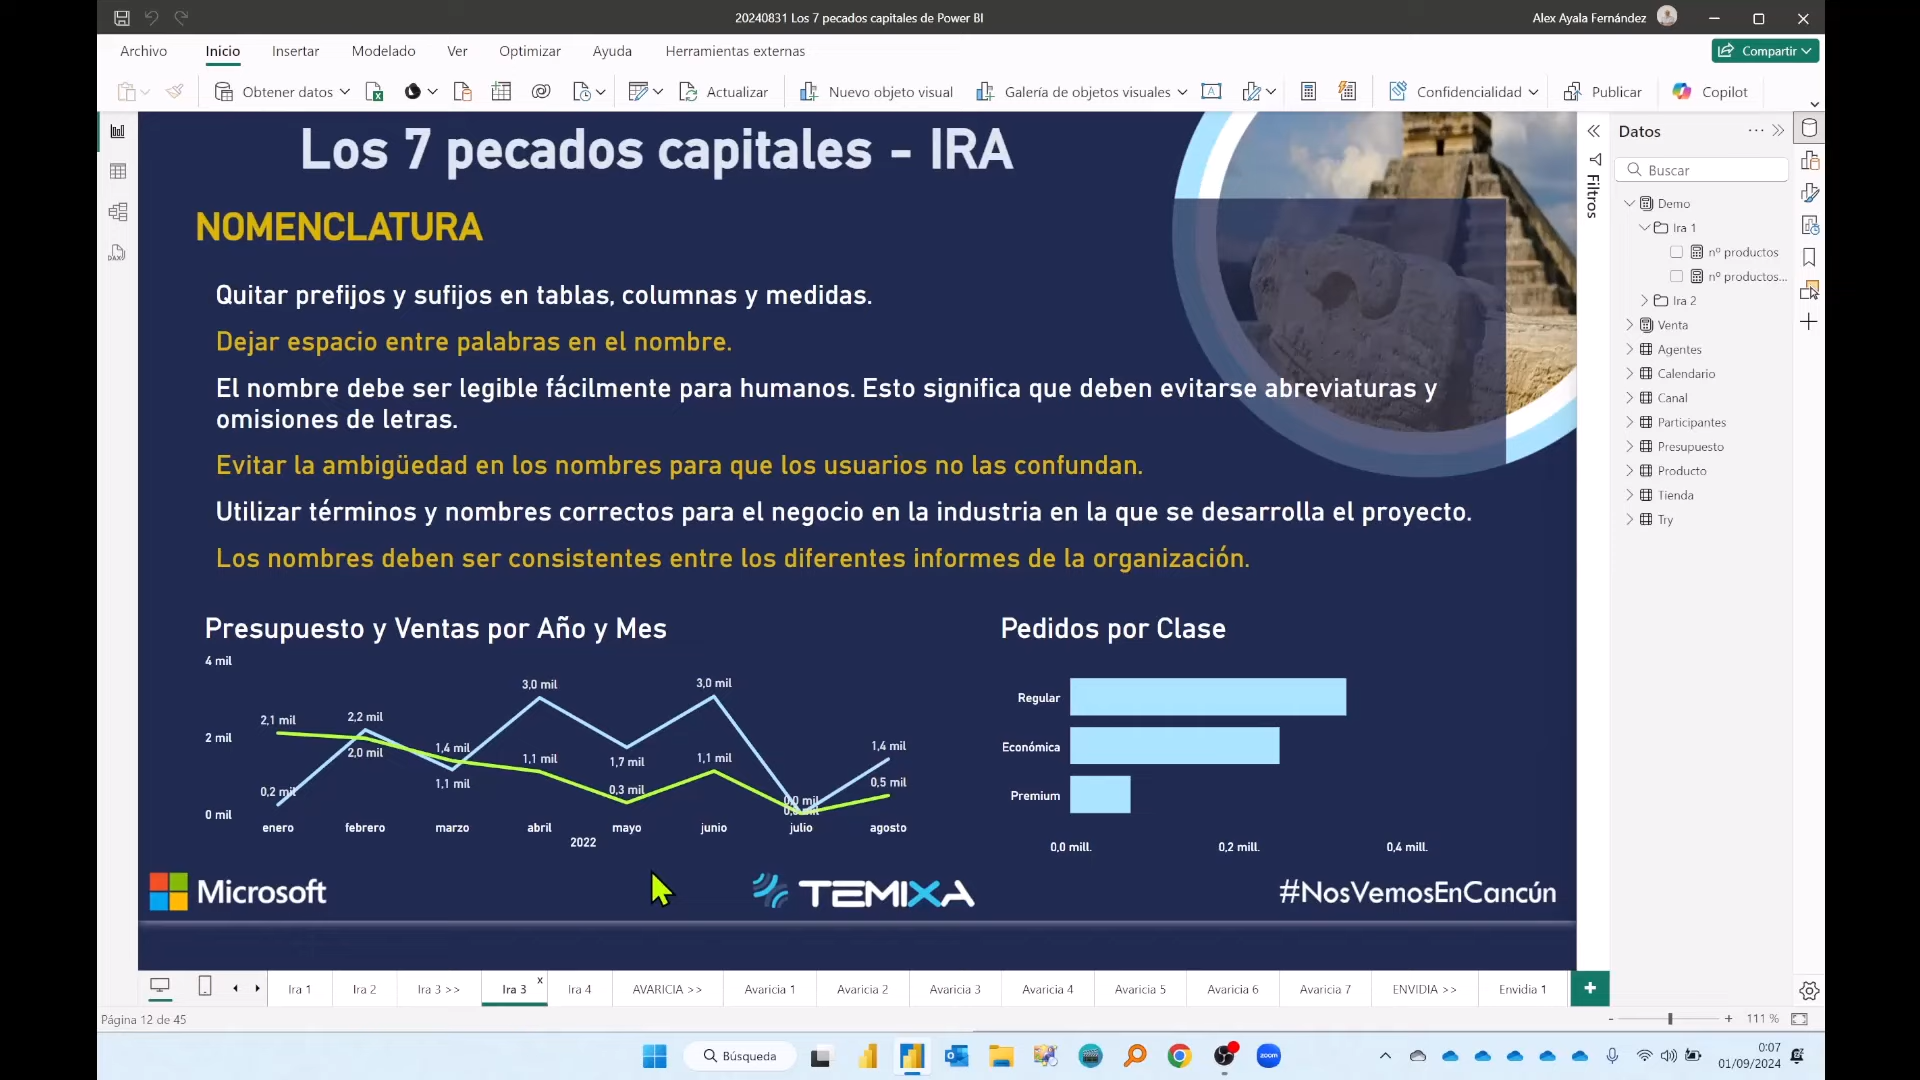 20240831 Los 7 pecados capitales de Power BI
Alex Ayala Fernández
Archivo
Inicio
Insertar
Modelado
Ver
Optimizar
Ayuda
Herramientas externas
Compartir
Obtener datos
Actualizar
Nuevo objeto visual
Galería de objetos visuales
Confidencialidad
Publicar
Copilot
Los 7 pecados capitales - IRA
NOMENCLATURA
Quitar prefijos y sufijos en tablas, columnas y medidas.
Dejar espacio entre palabras en el nombre.
El nombre debe ser legible fácilmente para humanos. Esto significa que deben evitarse abreviaturas y
omisiones de letras.
Evitar la ambigüedad en los nombres para que los usuarios no las confundan.
Utilizar términos y nombres correctos para el negocio en la industria en la que se desarrolla el proyecto.
Los nombres deben ser consistentes entre los diferentes informes de la organización.
Presupuesto y Ventas por Año y Mes
4 mil
2 mil
0 mil
2,1 mil
0,2 mil
2,2 mil
2,0 mil
1,4 mil
1,1 mil
3,0 mil
1,1 mil
1,7 mil
0,3 mil
3,0 mil
1,1 mil
0,0 mil
1,4 mil
0,5 mil
enero
febrero
marzo
abril
mayo
junio
julio
agosto
2022
Pedidos por Clase
Regular
Económica
Premium
0,0 mill.
0,2 mill.
0,4 mill.
Microsoft
TEMIXA
#NosVemosEnCancún
Filtros
Datos
Buscar
Demo
Ira 1
nº productos
nº productos...
Ira 2
Venta
Agentes
Calendario
Canal
Participantes
Presupuesto
Producto
Tienda
Try
Ira 1
Ira 2
Ira 3 >>
Ira 3
Ira 4
AVARICIA >>
Avaricia 1
Avaricia 2
Avaricia 3
Avaricia 4
Avaricia 5
Avaricia 6
Avaricia 7
ENVIDIA >>
Envidia 1
Página 12 de 45
111 %
Búsqueda
zoom
0:07
01/09/2024